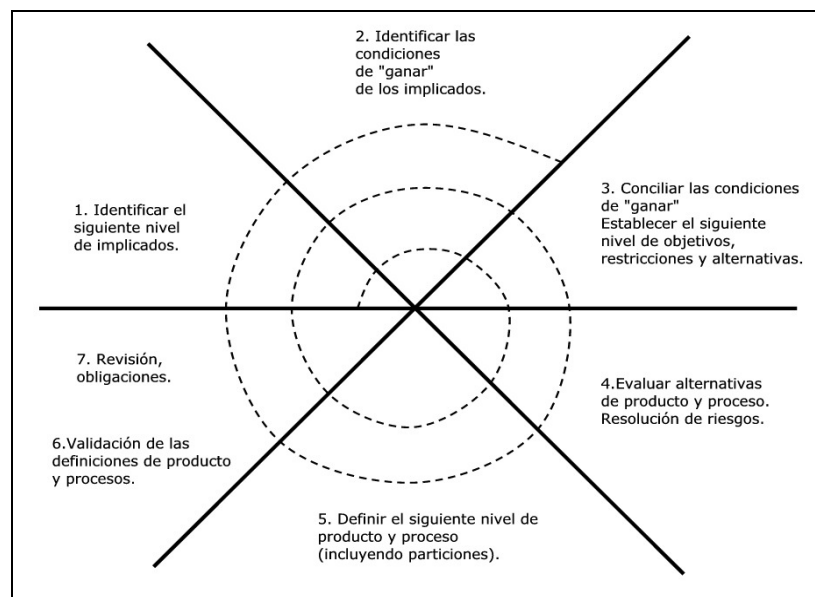 2. Identificar las
condiciones
de "ganar"
de los implicados.
1. Identificar el
siguiente nivel
de implicados.
3. Conciliar las condiciones
de "ganar"
Establecer el siguiente
nivel de objetivos,
restricciones y alternativas.
7. Revisión,
obligaciones.
4.Evaluar alternativas
de producto y proceso.
Resolución de riesgos.
6.Validación de las
definiciones de producto
y procesos.
5. Definir el siguiente nivel de
producto y proceso
(incluyendo particiones).